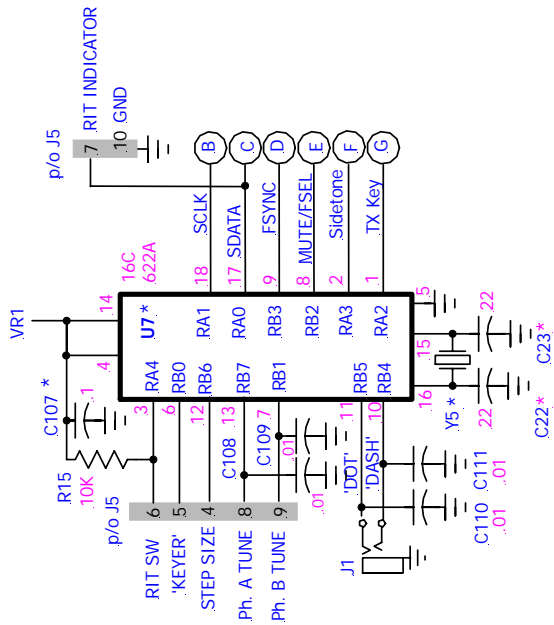 p/o J5
7 RIT INDICATOR
10 GND
VR1
16C
622A
14
4
U7 *
C107 *
.1
R15
10K
p/o J5
RIT SW 6
'KEYER' 5
STEP SIZE 4
Ph. A TUNE 8
Ph. B TUNE 9
3 RA4
6 RB0
12 RB6
13 RB7
7 RB1
11 RB5
10 RB4
RA1 18 SCLK B
RA0 17 SDATA C
RB3 9 FSYNC D
RB2 8 MUTE/FSEL E
RA3 2 Sidetone F
RA2 1 TX Key G
C108
.01
C109
.01
'DOT'
'DASH'
J1
C110
.01
C111
.01
16
15
5
Y5 *
22
C22*
22
C23*